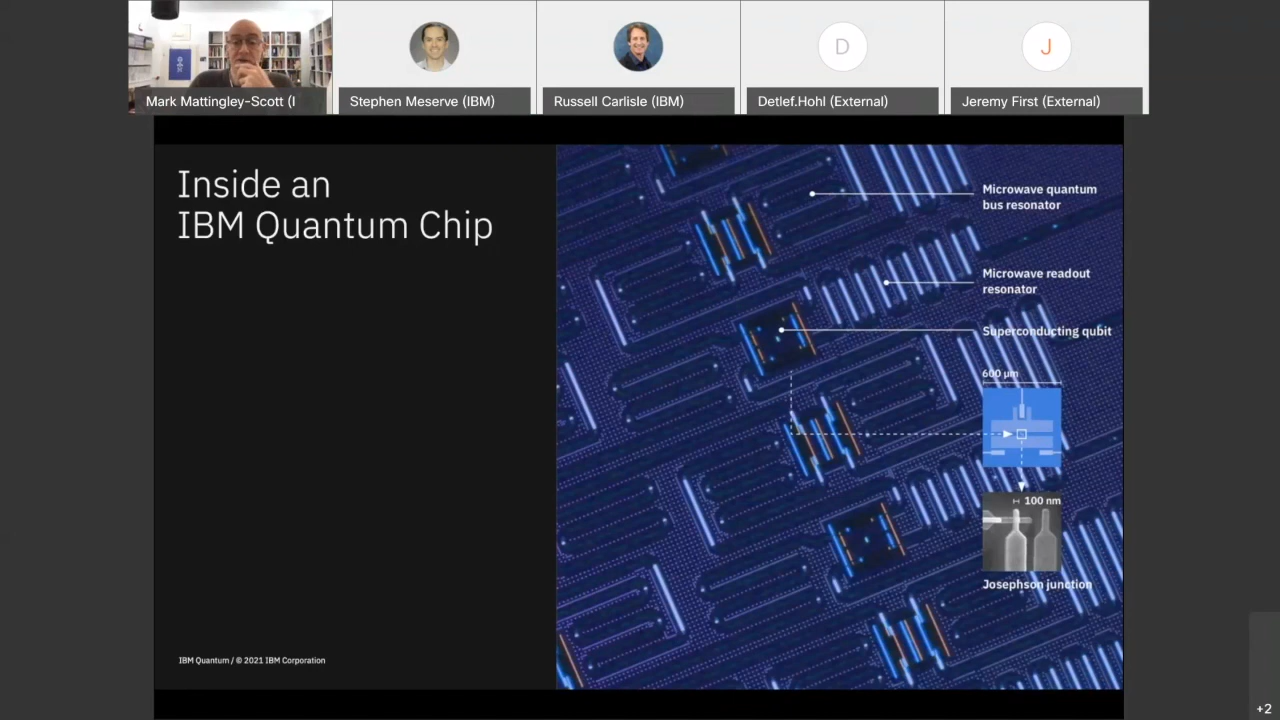 Mark Mattingley-Scott (I
Stephen Meserve (IBM)
Russell Carlisle (IBM)
D
Detlef.Hohl (External)
J
Jeremy First (External)
Inside an
IBM Quantum Chip
Microwave quantum
bus resonator
Microwave readout
resonator
Superconducting qubit
600 µm
100 nm
Josephson junction
IBM Quantum / © 2021 IBM Corporation
+2